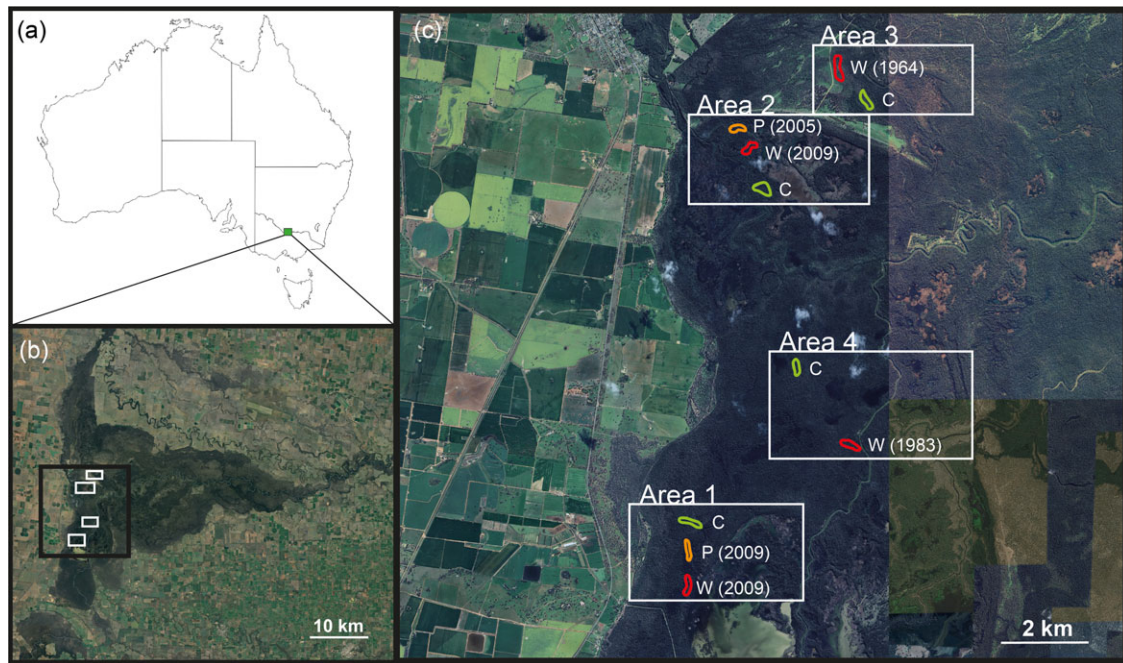 (a)
(b)
10 km
(c)
Area 3
W (1964)
C
Area 2
P (2005)
W (2009)
C
Area 4
C
W (1983)
Area 1
C
P (2009)
W (2009)
2 km